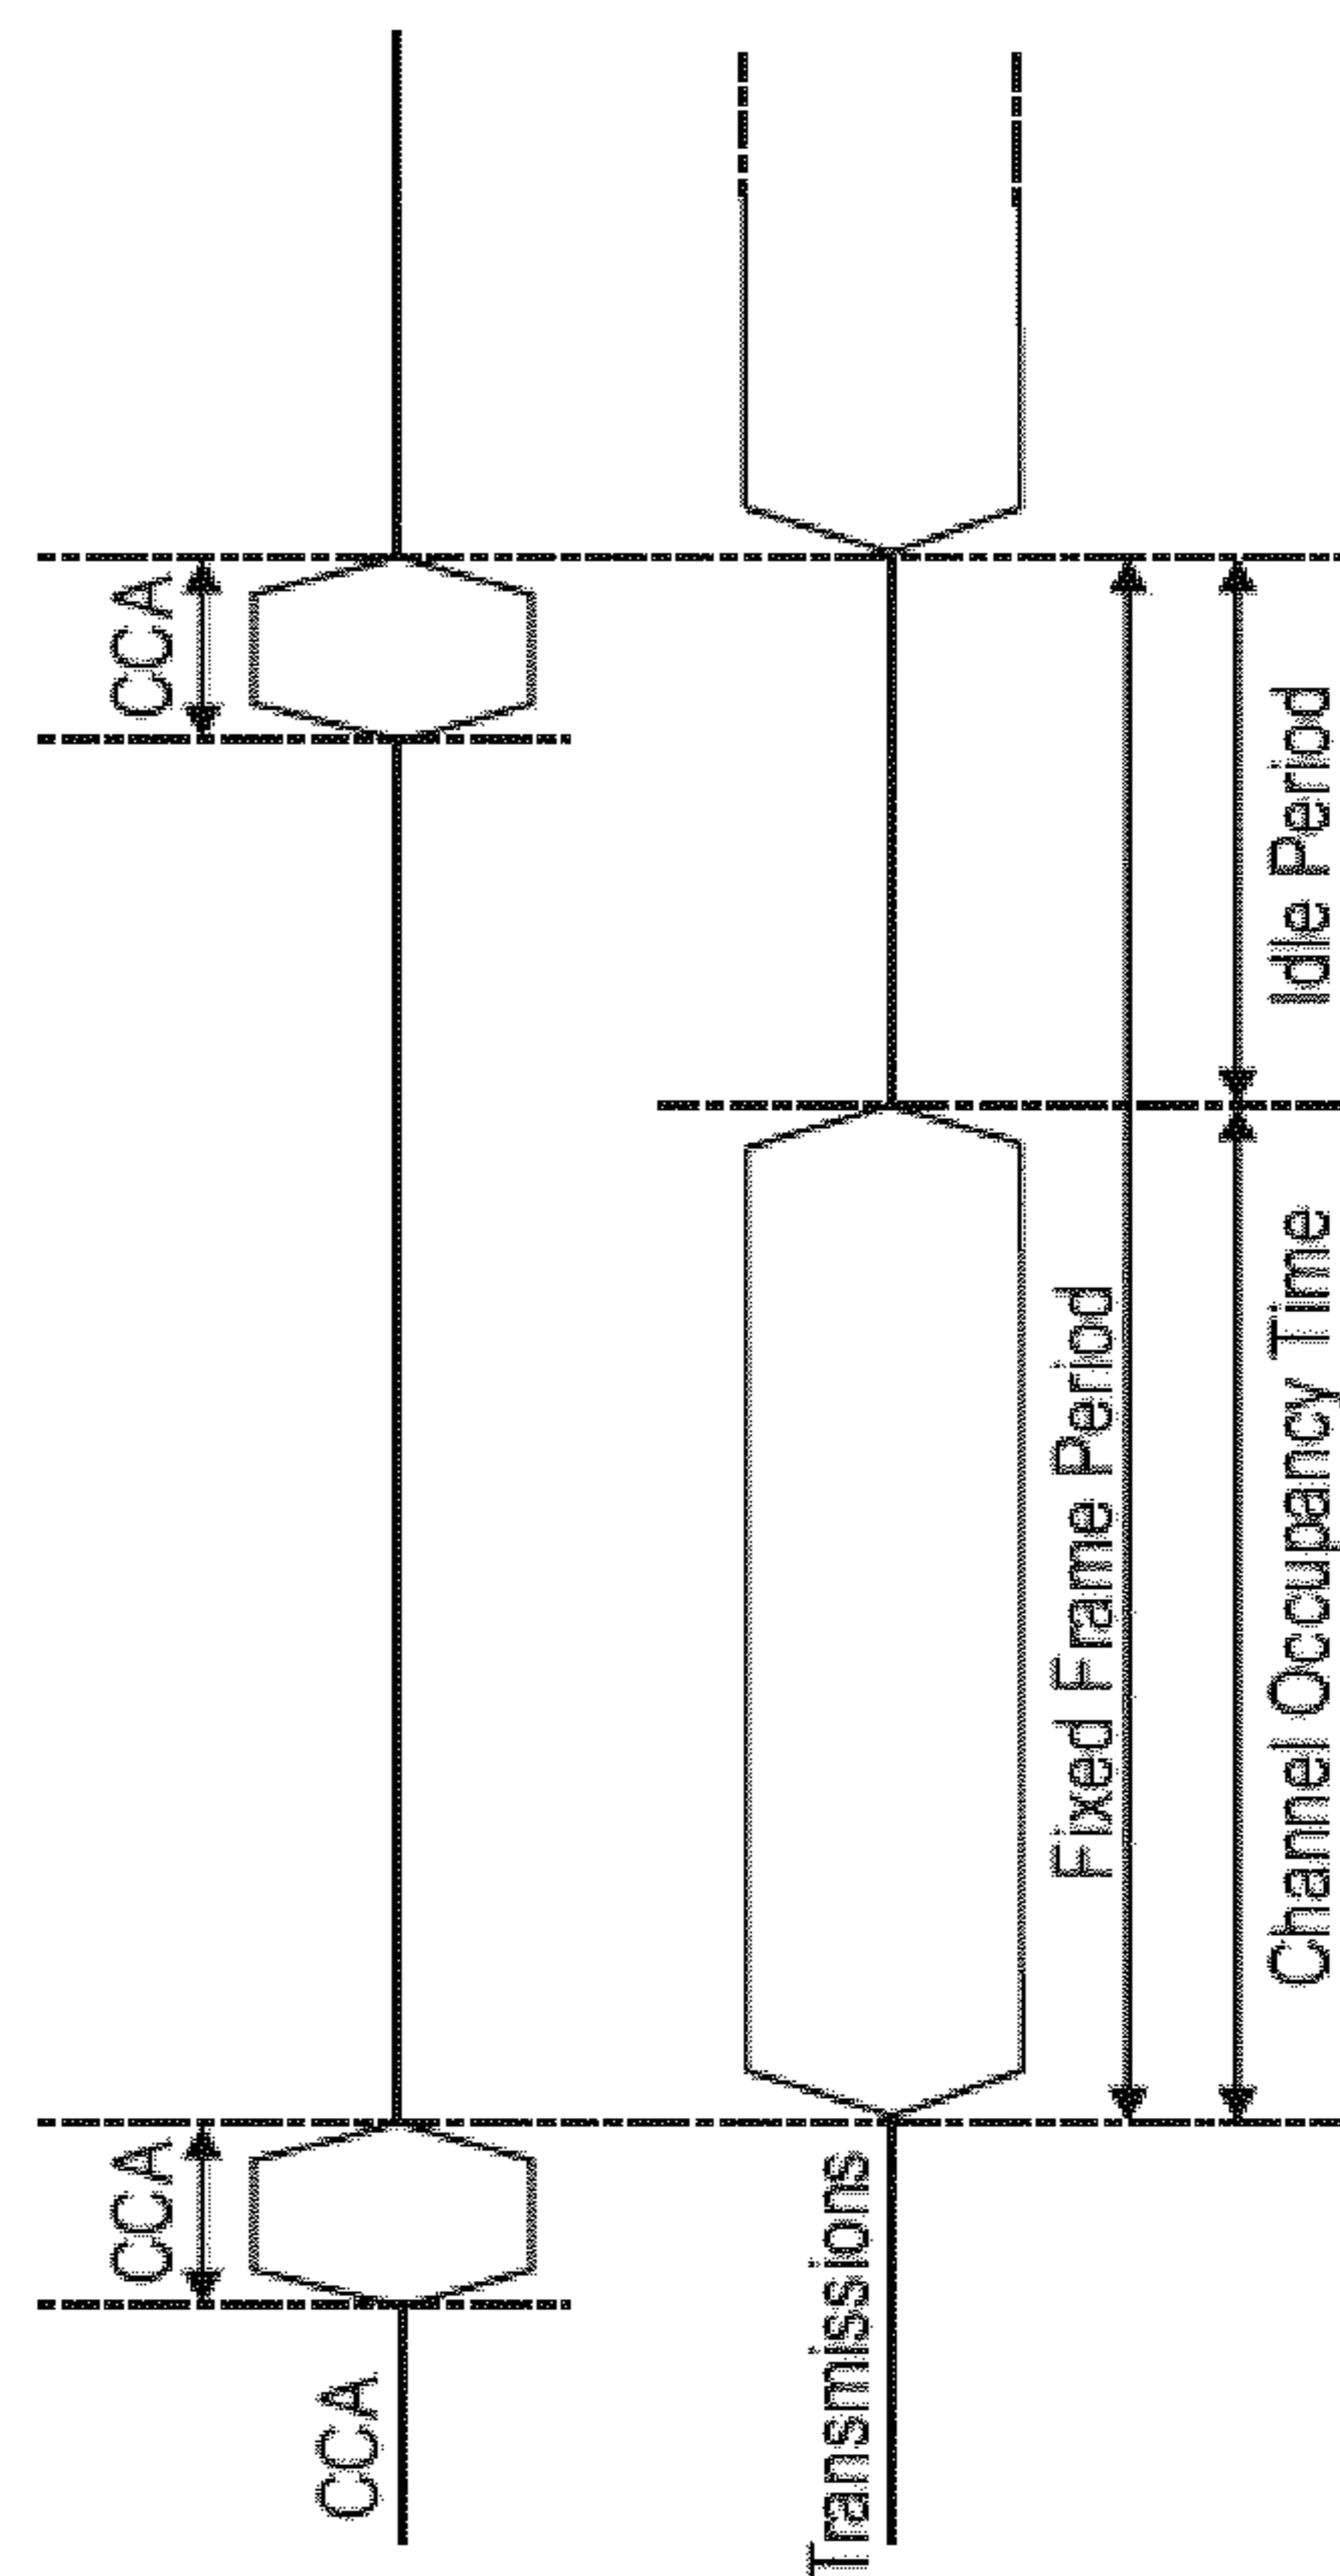 CCA
CCA
CCA
Transmissions
Fixed Frame Period
Channel Occupancy Time
Idle Period